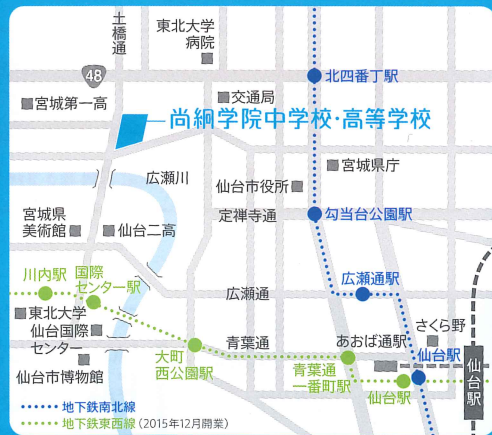 土橋通
東北大学
病院
48
北四番丁駅
宮城第一高
交通局
尚絅学院中学校・高等学校
宮城県庁
広瀬川
仙台市役所
宮城県
美術館
仙台二高
定禅寺通
勾当台公園駅
川内駅
国際
センター駅
広瀬通駅
広瀬通
東北大学
仙台国際
センター
仙台市博物館
大町
西公園駅
青葉通
あおば通駅
さくら野
仙台駅
青葉通
一番町駅
仙台駅
仙台駅
地下鉄南北線
地下鉄東西線(2015年12月開業)